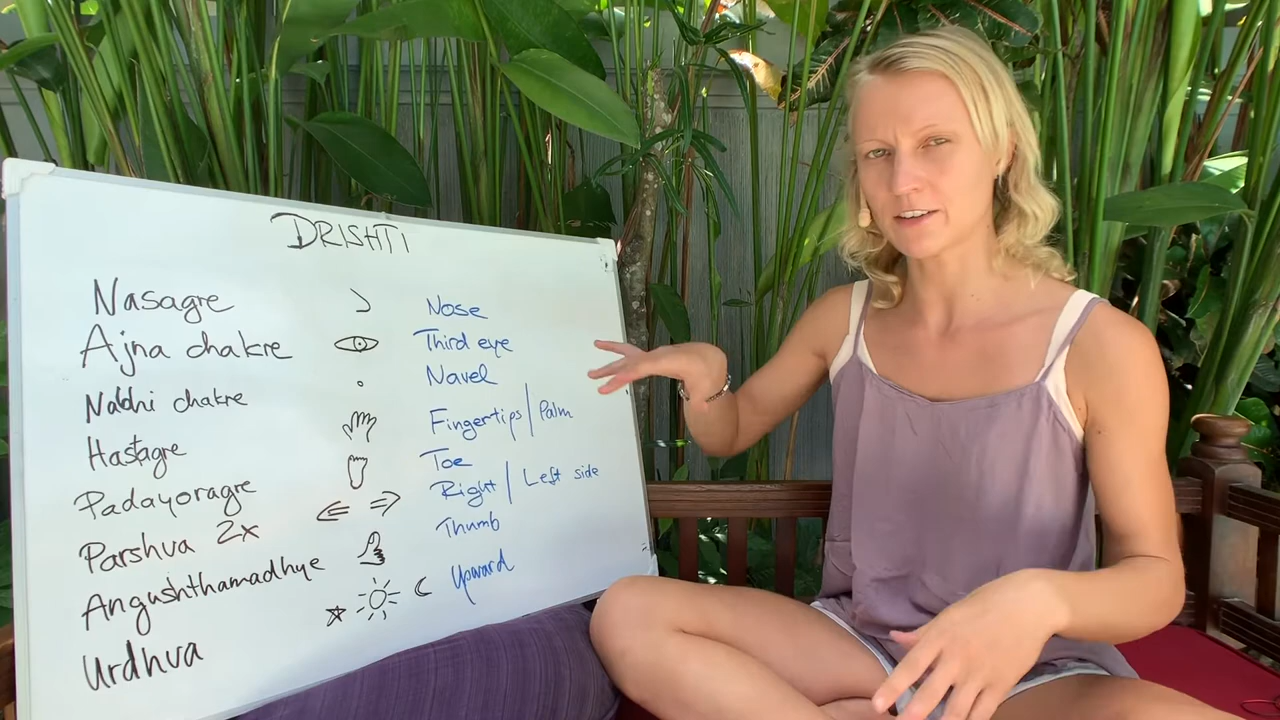 DRISHTI
Nasagre Nose
Ajna chakre Third eye
Nabhi chakre Navel
Hastagre Fingertips / Palm
Padayoragre Toe
Parshva 2x Right / Left side
Angushthamadhye Thumb
Urdhva Upward